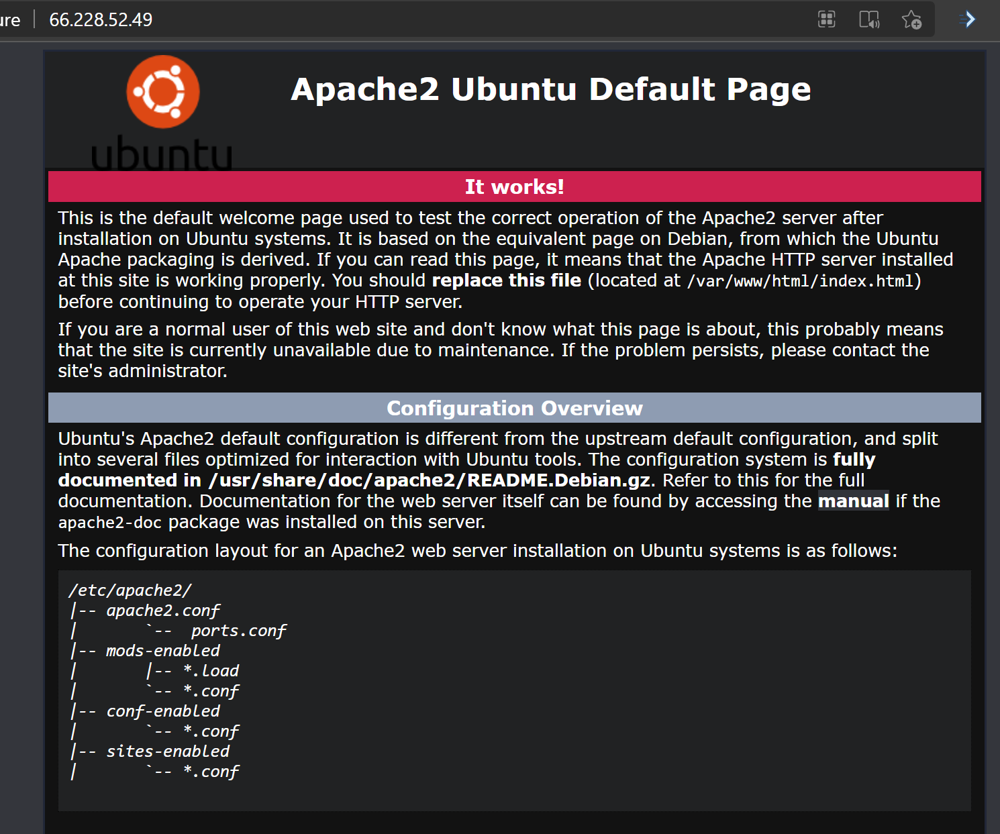 ure | 66.228.52.49
Apache2 Ubuntu Default Page
ubuntu
It works!
This is the default welcome page used to test the correct operation of the Apache2 server after
installation on Ubuntu systems. It is based on the equivalent page on Debian, from which the Ubuntu
Apache packaging is derived. If you can read this page, it means that the Apache HTTP server installed
at this site is working properly. You should replace this file (located at /var/www/html/index.html)
before continuing to operate your HTTP server.
If you are a normal user of this web site and don't know what this page is about, this probably means
that the site is currently unavailable due to maintenance. If the problem persists, please contact the
site's administrator.
Configuration Overview
Ubuntu's Apache2 default configuration is different from the upstream default configuration, and split
into several files optimized for interaction with Ubuntu tools. The configuration system is fully
documented in /usr/share/doc/apache2/README.Debian.gz. Refer to this for the full
documentation. Documentation for the web server itself can be found by accessing the manual if the
apache2-doc package was installed on this server.
The configuration layout for an Apache2 web server installation on Ubuntu systems is as follows:
/etc/apache2/
|-- apache2.conf
|       `--  ports.conf
|-- mods-enabled
|       |-- *.load
|       `-- *.conf
|-- conf-enabled
|       `-- *.conf
|-- sites-enabled
|       `-- *.conf